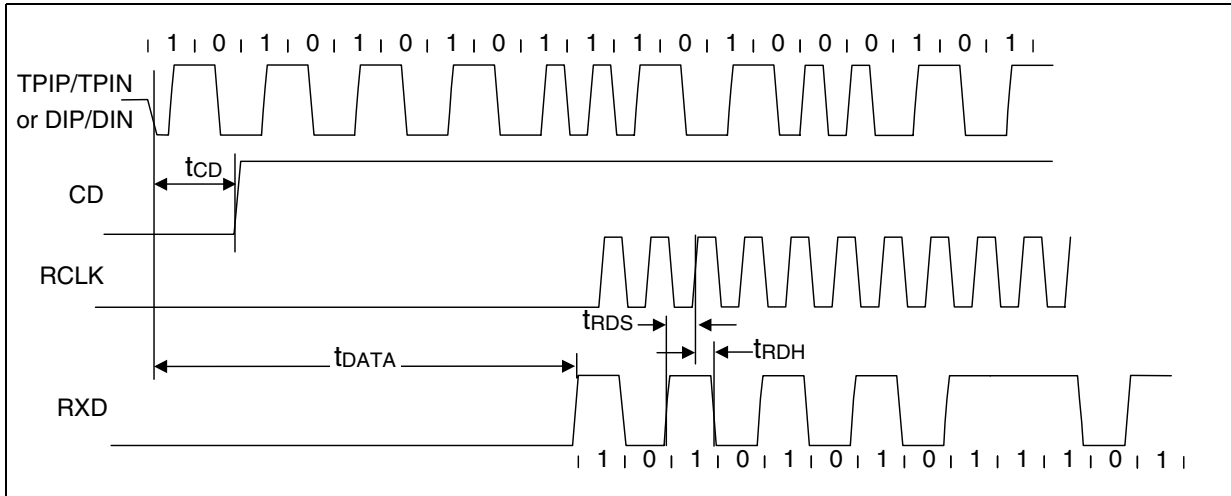 1 0 1 0 1 0 1 0 1 1 1 0 1 0 0 0 1 0 1
TPIP/TPIN
or DIP/DIN
tCD
CD
RCLK
tRDS
tRDH
tDATA
RXD
1 0 1 0 1 0 1 0 1 1 1 0 1